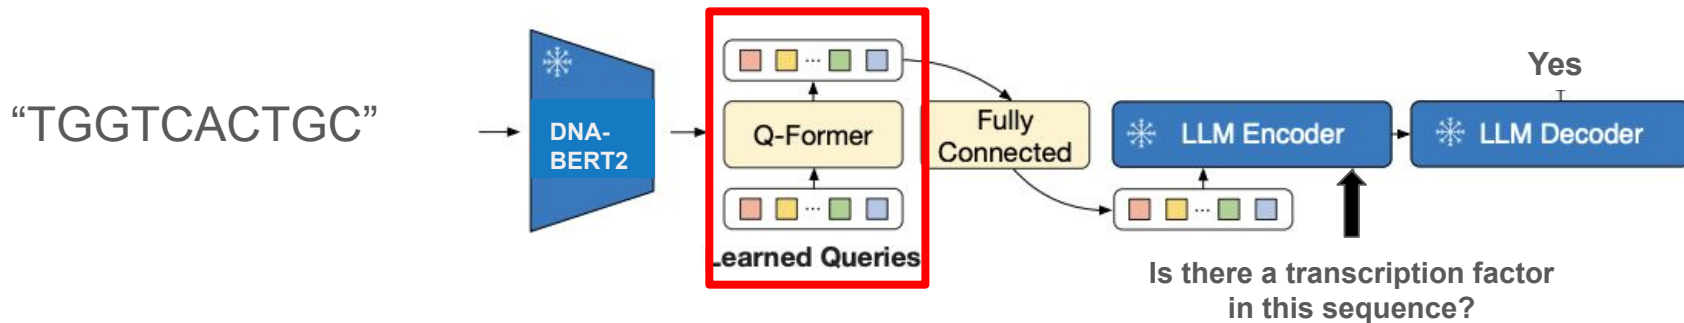 “TGGTCACTGC”
DNA-
BERT2
Q-Former
Learned Queries
Fully
Connected
LLM Encoder
LLM Decoder
Yes
Is there a transcription factor
in this sequence?